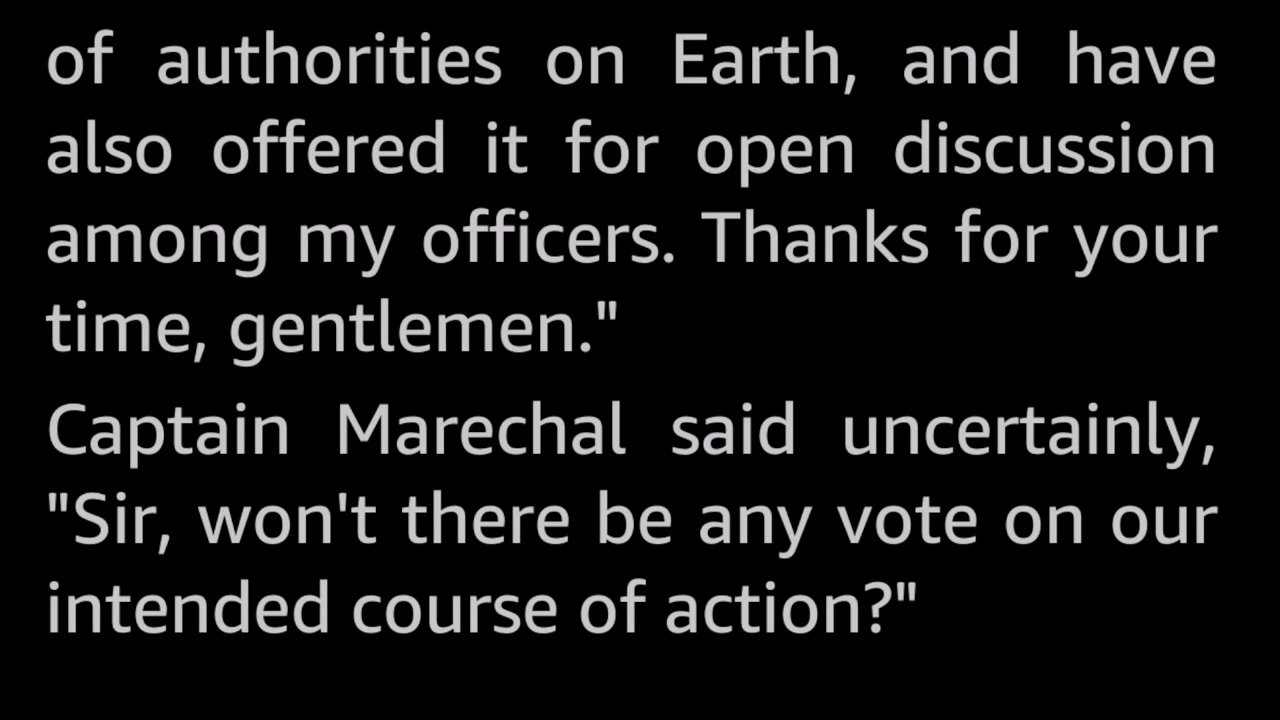 of authorities on Earth, and have
also offered it for open discussion
among my officers. Thanks for your
time, gentlemen."
Captain Marechal said uncertainly,
"Sir, won't there be any vote on our
intended course of action?"